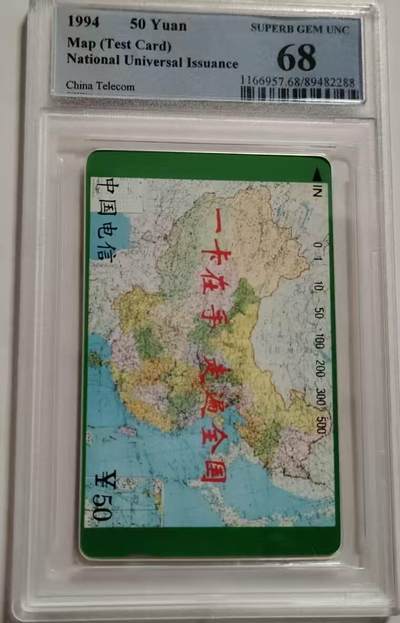 1994 50 Yuan SUPERB GEM UNC
Map (Test Card) 68
National Universal Issuance
China Telecom 1166957.68/89482288
IN
0 1 10 50 100 200 300 500
中国电信
一卡在手 走遍全国
¥50